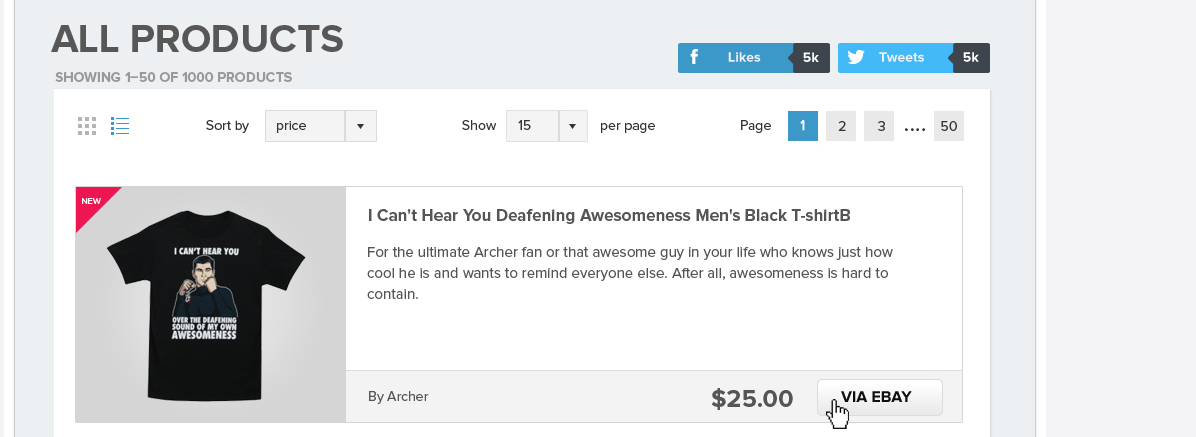 ALL PRODUCTS
SHOWING 1–50 OF 1000 PRODUCTS
Likes 5k Tweets 5k
Sort by price Show 15 per page Page 1 2 3 .... 50
NEW
I CAN'T HEAR YOU
OVER THE DEAFENING
SOUND OF MY OWN
AWESOMENESS
I Can't Hear You Deafening Awesomeness Men's Black T-shirtB
For the ultimate Archer fan or that awesome guy in your life who knows just how
cool he is and wants to remind everyone else. After all, awesomeness is hard to
contain.
By Archer $25.00 VIA EBAY